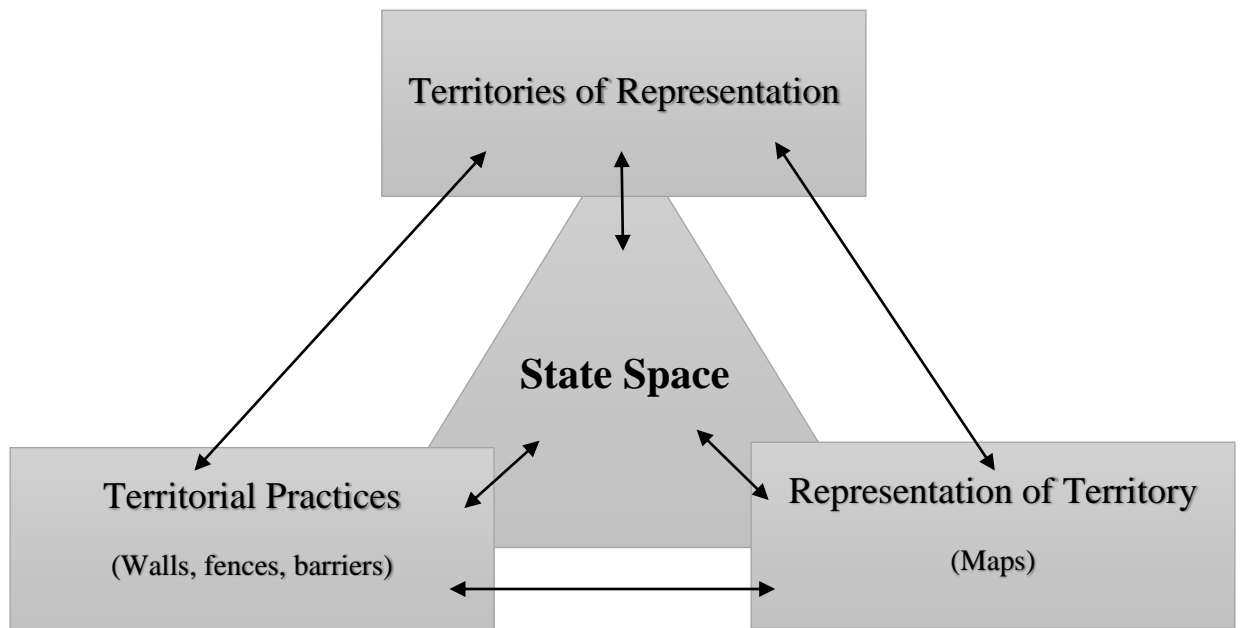 Territories of Representation
State Space
Territorial Practices
(Walls, fences, barriers)
Representation of Territory
(Maps)